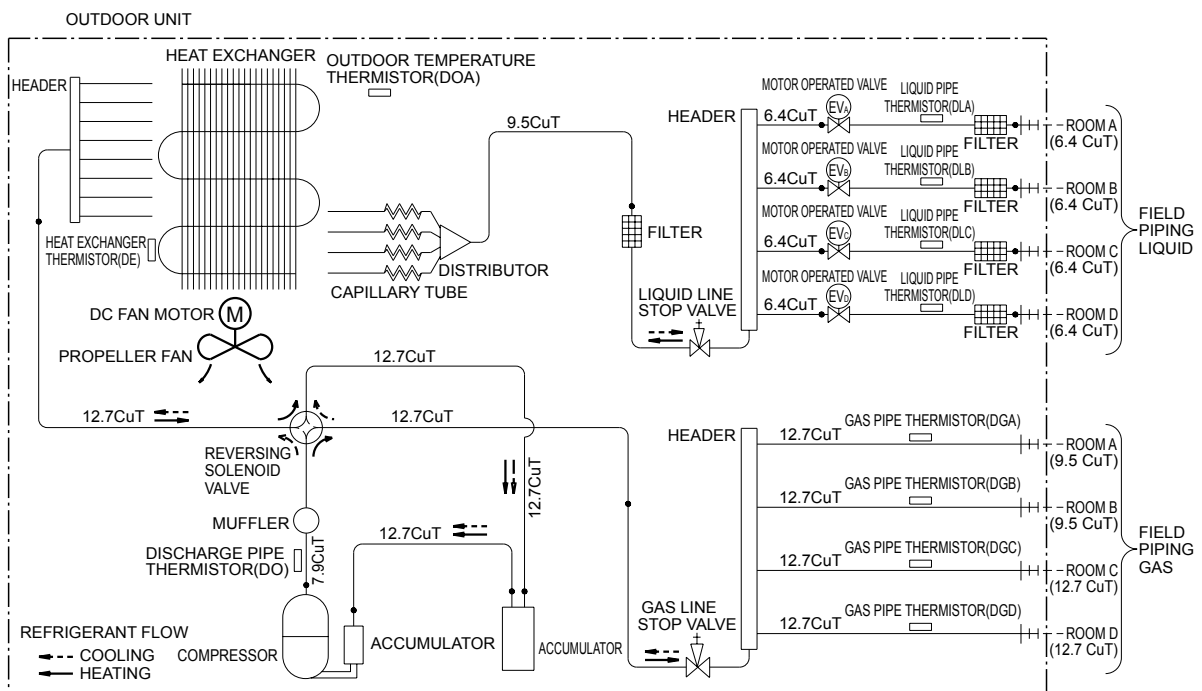 OUTDOOR UNIT
HEAT EXCHANGER
HEADER
OUTDOOR TEMPERATURE
THERMISTOR(DOA)
9.5CuT
HEAT EXCHANGER
THERMISTOR(DE)
CAPILLARY TUBE
DISTRIBUTOR
FILTER
LIQUID LINE
STOP VALVE
HEADER
MOTOR OPERATED VALVE
6.4CuT
EVA
LIQUID PIPE
THERMISTOR(DLA)
FILTER
ROOM A
(6.4 CuT)
MOTOR OPERATED VALVE
6.4CuT
EVB
LIQUID PIPE
THERMISTOR(DLB)
FILTER
ROOM B
(6.4 CuT)
MOTOR OPERATED VALVE
6.4CuT
EVC
LIQUID PIPE
THERMISTOR(DLC)
FILTER
ROOM C
(6.4 CuT)
MOTOR OPERATED VALVE
6.4CuT
EVD
LIQUID PIPE
THERMISTOR(DLD)
FILTER
ROOM D
(6.4 CuT)
FIELD
PIPING
LIQUID
DC FAN MOTOR
M
PROPELLER FAN
12.7CuT
12.7CuT
12.7CuT
REVERSING
SOLENOID
VALVE
MUFFLER
DISCHARGE PIPE
THERMISTOR(DO)
7.9CuT
12.7CuT
12.7CuT
12.7CuT
COMPRESSOR
ACCUMULATOR
ACCUMULATOR
REFRIGERANT FLOW
COOLING
HEATING
GAS LINE
STOP VALVE
HEADER
12.7CuT
GAS PIPE THERMISTOR(DGA)
ROOM A
(9.5 CuT)
12.7CuT
GAS PIPE THERMISTOR(DGB)
ROOM B
(9.5 CuT)
12.7CuT
GAS PIPE THERMISTOR(DGC)
ROOM C
(12.7 CuT)
12.7CuT
GAS PIPE THERMISTOR(DGD)
ROOM D
(12.7 CuT)
FIELD
PIPING
GAS